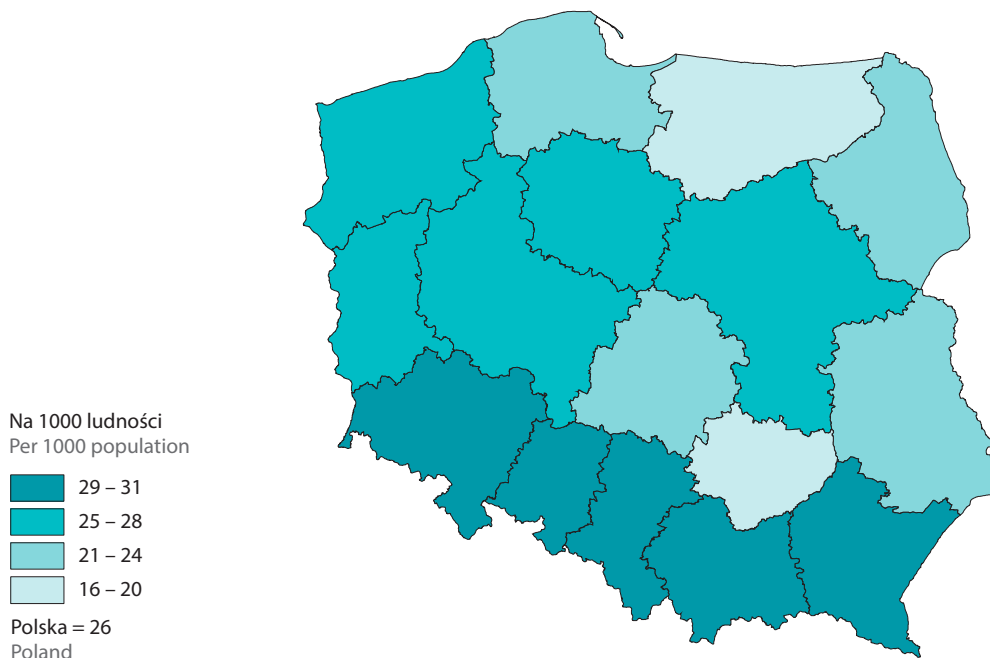 Na 1000 ludności
Per 1000 population
29 – 31
25 – 28
21 – 24
16 – 20
Polska = 26
Poland